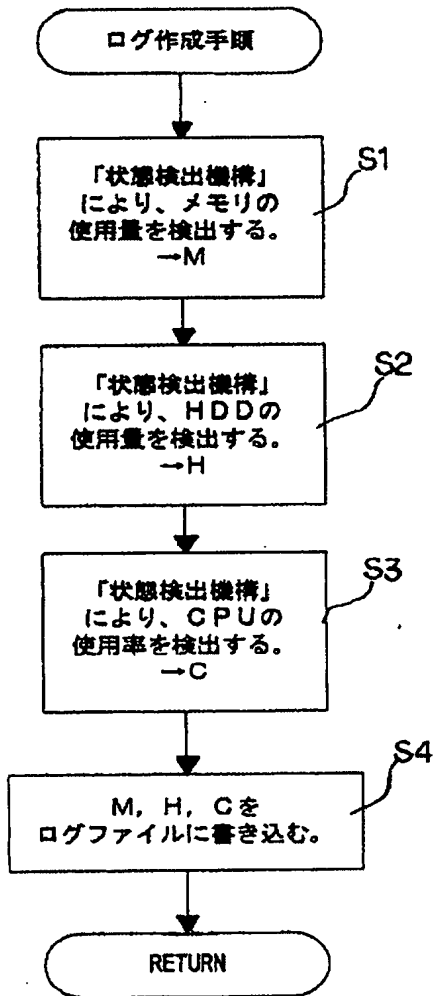 ログ作成手順
「状態検出機構」
により、メモリの
使用量を検出する。
→M
S1
「状態検出機構」
により、HDDの
使用量を検出する。
→H
S2
「状態検出機構」
により、CPUの
使用率を検出する。
→C
S3
M, H, Cを
ログファイルに書き込む。
S4
RETURN